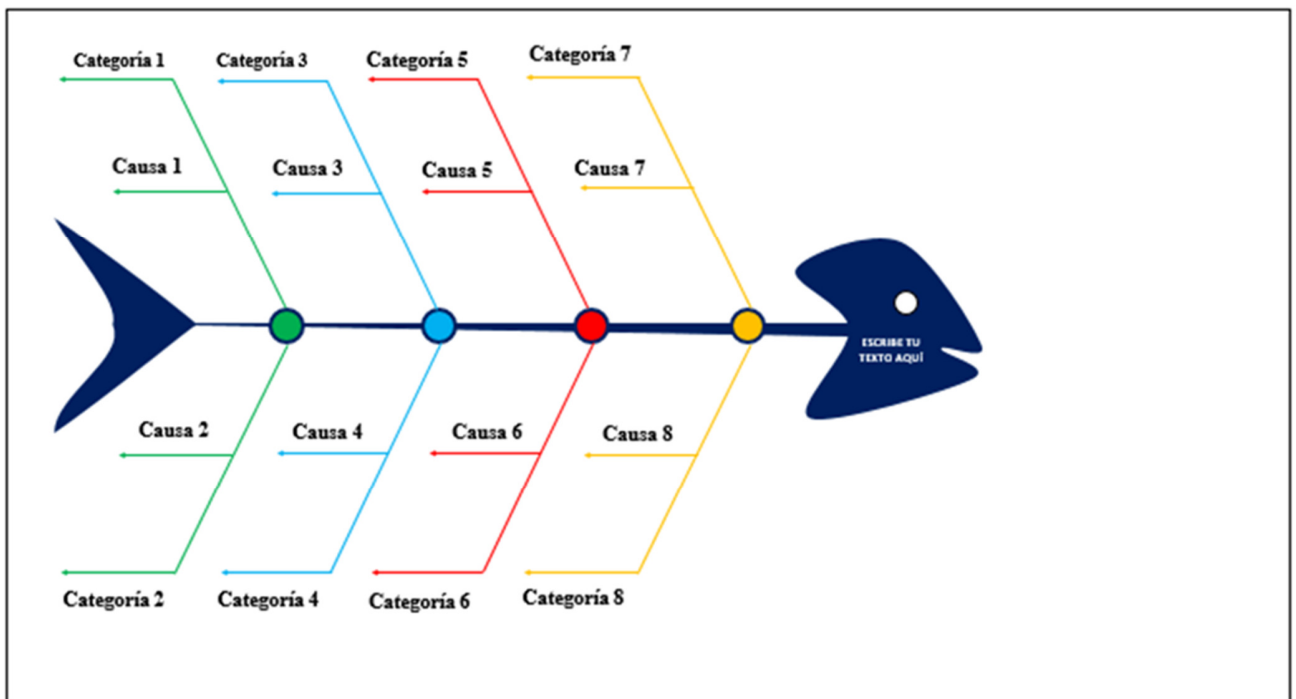 Categoría 1
Categoría 3
Categoría 5
Categoría 7
Causa 1
Causa 3
Causa 5
Causa 7
ESCRIBE TU
TEXTO AQUÍ
Causa 2
Causa 4
Causa 6
Causa 8
Categoría 2
Categoría 4
Categoría 6
Categoría 8